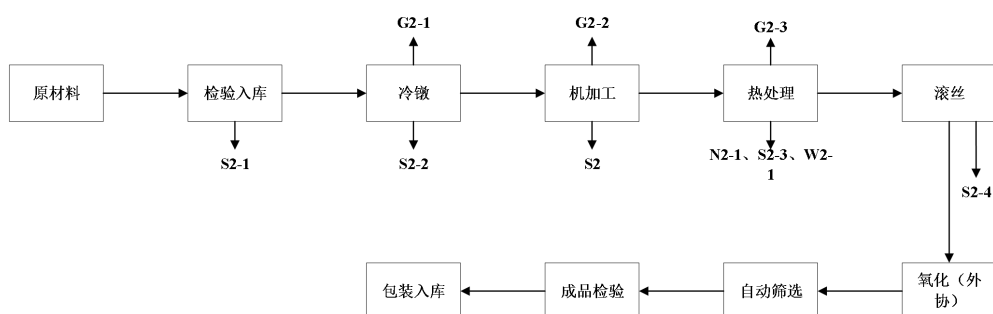 G2-1
G2-2
G2-3
原材料
检验入库
冷镦
机加工
热处理
滚丝
S2-1
S2-2
S2
N2-1、S2-3、W2-
1
S2-4
包装入库
成品检验
自动筛选
氧化（外
协）